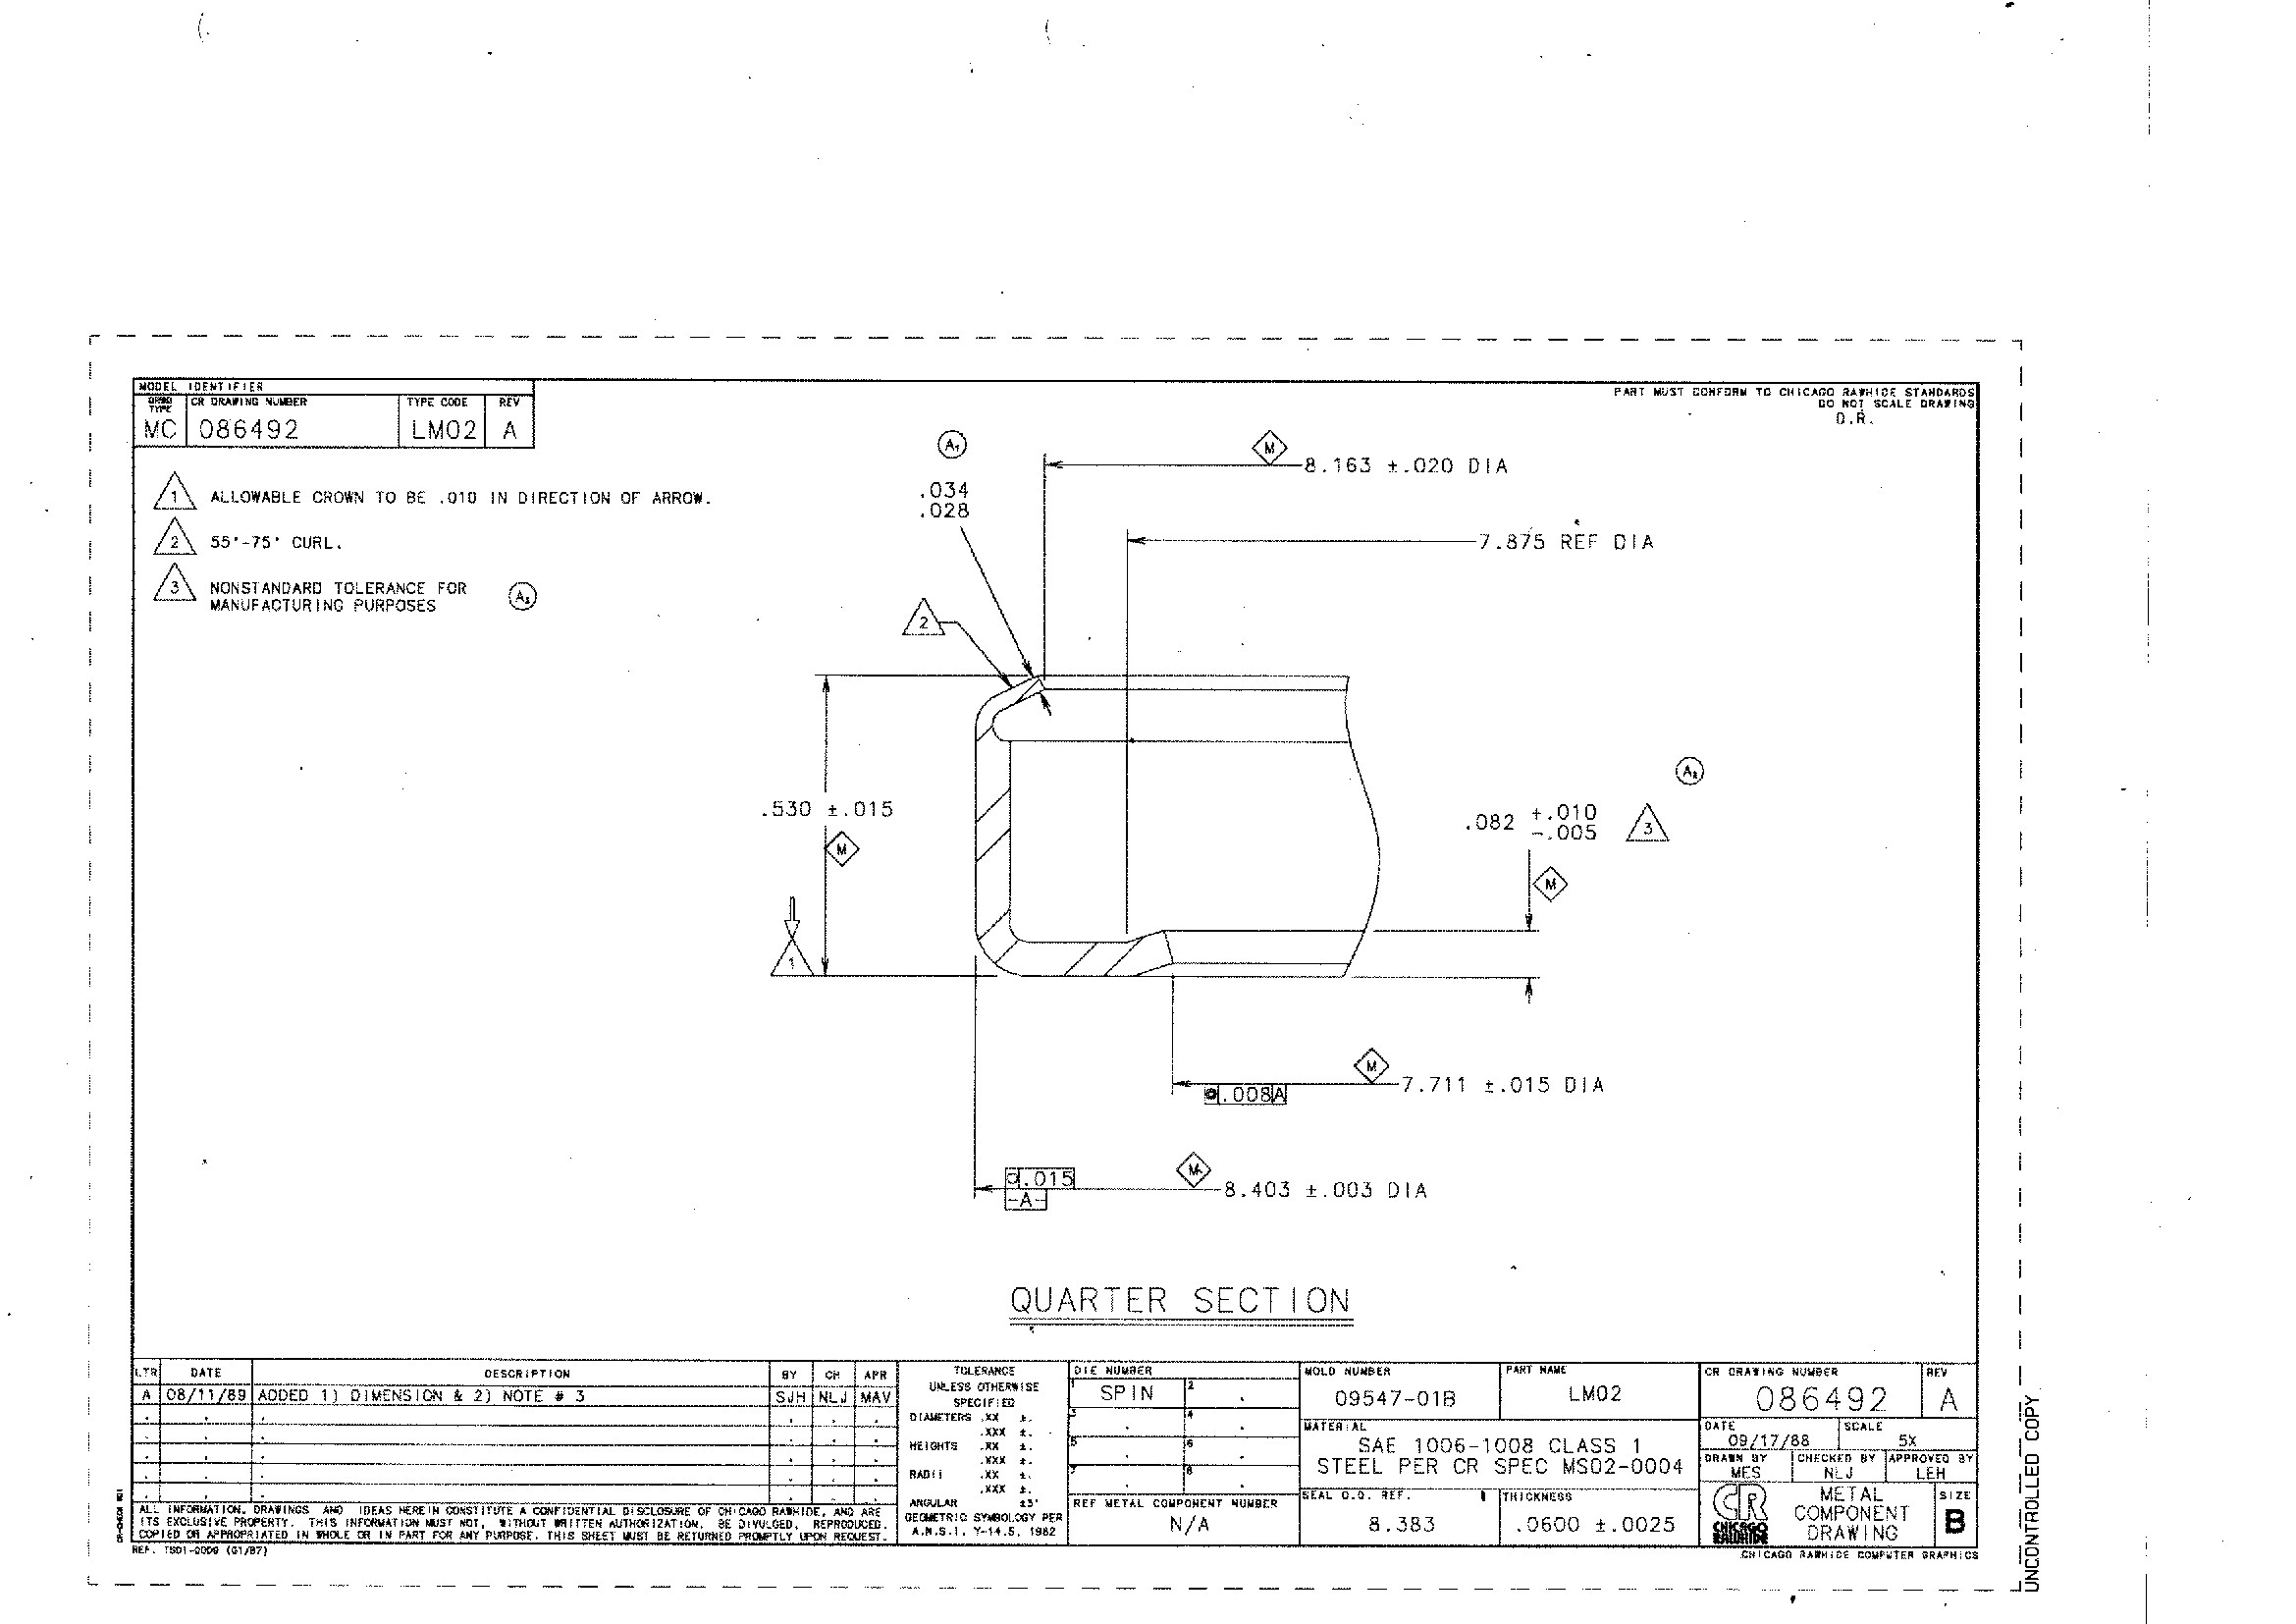 MODEL IDENTIFIER
DRWG TYPE CR DRAWING NUMBER TYPE CODE REV
MC 086492 LM02 A
PART MUST CONFORM TO CHICAGO RAWHIDE STANDARDS
DO NOT SCALE DRAWING
D.R.
1 ALLOWABLE CROWN TO BE .010 IN DIRECTION OF ARROW.
2 55°-75° CURL.
3 NONSTANDARD TOLERANCE FOR
MANUFACTURING PURPOSES
A2
A1
.034
.028
M
8.163 ±.020 DIA
7.875 REF DIA
2
.530 ±.015
M
1
A2
.082 +.010
-.005
3
M
M
7.711 ±.015 DIA
.008 A
.015
-A-
M
8.403 ±.003 DIA
QUARTER SECTION
LTR DATE DESCRIPTION BY CH APR
A 08/11/89 ADDED 1) DIMENSION & 2) NOTE # 3 SJH NLJ MAV
ALL INFORMATION, DRAWINGS AND IDEAS HEREIN CONSTITUTE A CONFIDENTIAL DISCLOSURE OF CHICAGO RAWHIDE, AND ARE
ITS EXCLUSIVE PROPERTY. THIS INFORMATION MUST NOT, WITHOUT WRITTEN AUTHORIZATION, BE DIVULGED, REPRODUCED,
COPIED OR APPROPRIATED IN WHOLE OR IN PART FOR ANY PURPOSE. THIS SHEET MUST BE RETURNED PROMPTLY UPON REQUEST.
REF. TS01-0009 (01/87)
TOLERANCE
UNLESS OTHERWISE
SPECIFIED
DIAMETERS .XX ±.
.XXX ±.
HEIGHTS .XX ±.
.XXX ±.
RADII .XX ±.
.XXX ±.
ANGULAR ±5°
GEOMETRIC SYMBOLOGY PER
A.N.S.I. Y-14.5, 1982
DIE NUMBER
1 SPIN 2
3 4
5 6
7 8
REF METAL COMPONENT NUMBER
N/A
MOLD NUMBER
09547-01B
PART NAME
LM02
MATERIAL
SAE 1006-1008 CLASS 1
STEEL PER CR SPEC MS02-0004
SEAL O.D. REF.
8.383
THICKNESS
.0600 ±.0025
CR DRAWING NUMBER
086492
REV
A
DATE
09/17/88
SCALE
5X
DRAWN BY
MES
CHECKED BY
NLJ
APPROVED BY
LEH
CR
CHICAGO
RAWHIDE
METAL
COMPONENT
DRAWING
SIZE
B
CHICAGO RAWHIDE COMPUTER GRAPHICS
UNCONTROLLED COPY